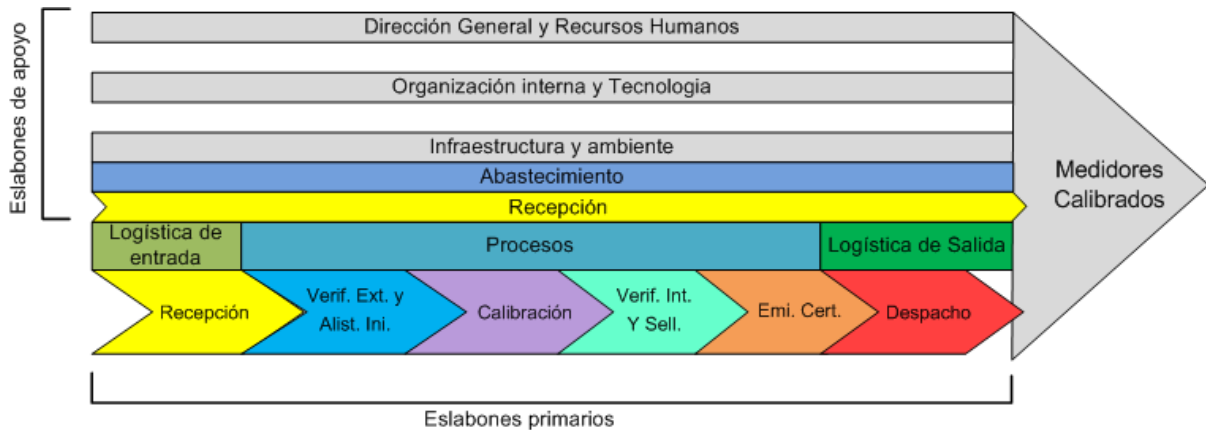 Eslabones de apoyo
Dirección General y Recursos Humanos
Organización interna y Tecnologia
Infraestructura y ambiente
Abastecimiento
Recepción
Logística de
entrada
Procesos
Logística de Salida
Recepción
Verif. Ext. y
Alist. Ini.
Calibración
Verif. Int.
Y Sell.
Emi. Cert.
Despacho
Medidores
Calibrados
Eslabones primarios